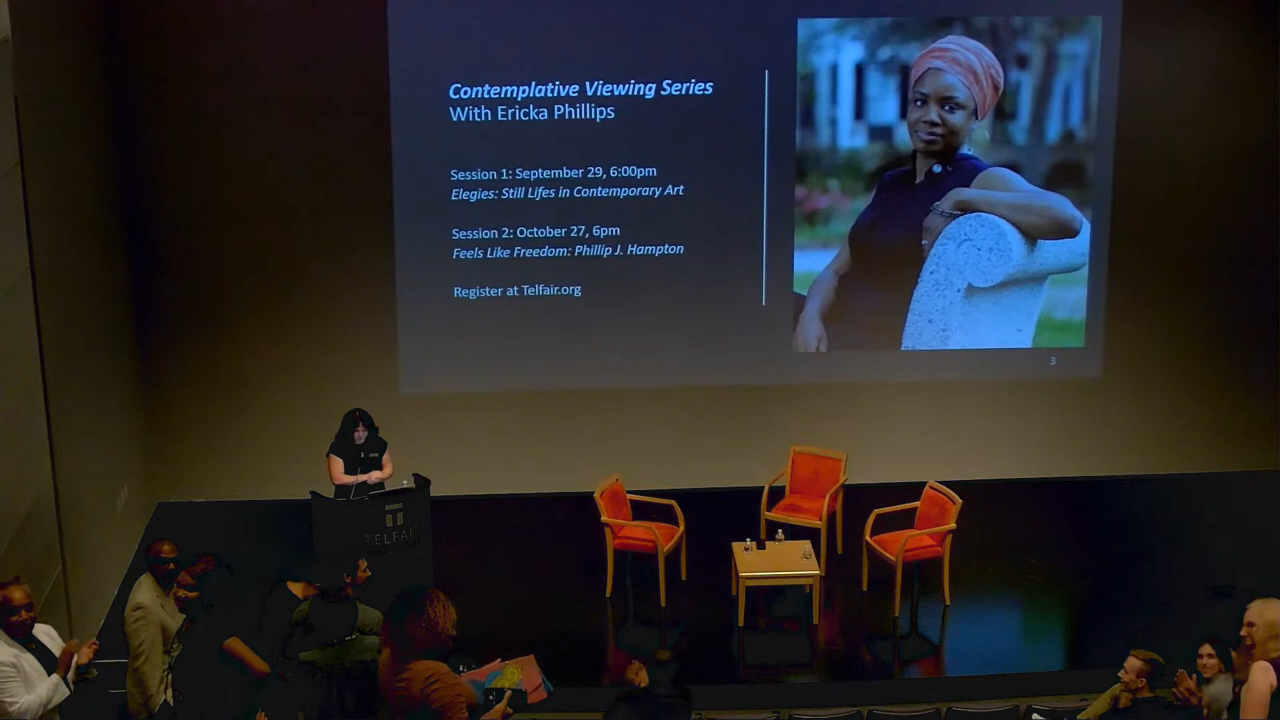 Contemplative Viewing Series
With Ericka Phillips
Session 1: September 29, 6:00pm
Elegies: Still Lifes in Contemporary Art
Session 2: October 27, 6pm
Feels Like Freedom: Phillip J. Hampton
Register at Telfair.org
3
TELFAIR